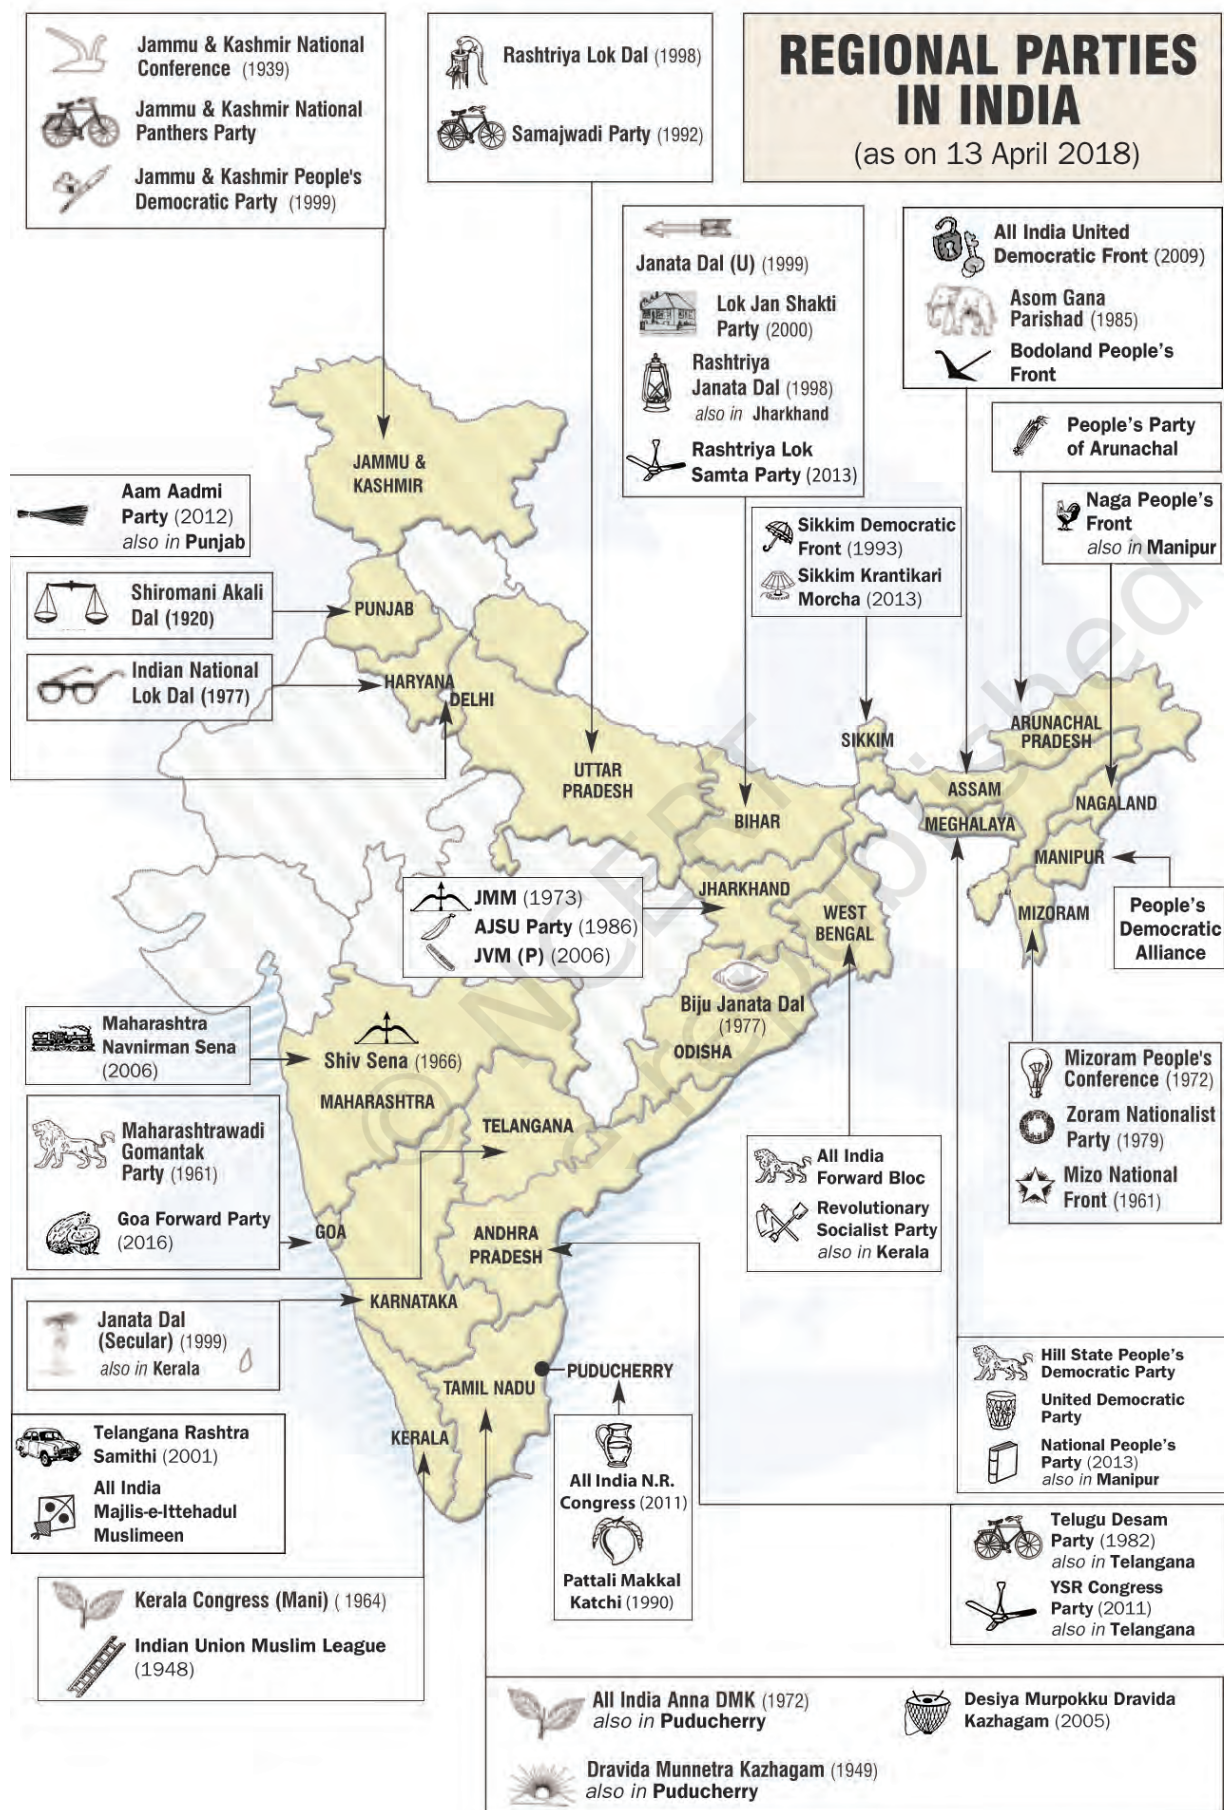 REGIONAL PARTIES
IN INDIA
(as on 13 April 2018)
Jammu & Kashmir National
Conference (1939)
Jammu & Kashmir National
Panthers Party
Jammu & Kashmir People's
Democratic Party (1999)
Rashtriya Lok Dal (1998)
Samajwadi Party (1992)
Janata Dal (U) (1999)
Lok Jan Shakti
Party (2000)
Rashtriya
Janata Dal (1998)
also in Jharkhand
Rashtriya Lok
Samta Party (2013)
All India United
Democratic Front (2009)
Asom Gana
Parishad (1985)
Bodoland People's
Front
People's Party
of Arunachal
Naga People's
Front
also in Manipur
Sikkim Democratic
Front (1993)
Sikkim Krantikari
Morcha (2013)
Aam Aadmi
Party (2012)
also in Punjab
Shiromani Akali
Dal (1920)
Indian National
Lok Dal (1977)
JAMMU &
KASHMIR
PUNJAB
HARYANA
DELHI
UTTAR
PRADESH
BIHAR
SIKKIM
ARUNACHAL
PRADESH
ASSAM
NAGALAND
MEGHALAYA
MANIPUR
MIZORAM
JHARKHAND
WEST
BENGAL
JMM (1973)
AJSU Party (1986)
JVM (P) (2006)
People's
Democratic
Alliance
Biju Janata Dal
(1977)
ODISHA
Maharashtra
Navnirman Sena
(2006)
Shiv Sena (1966)
MAHARASHTRA
TELANGANA
Maharashtrawadi
Gomantak
Party (1961)
Goa Forward Party
(2016)
GOA
ANDHRA
PRADESH
KARNATAKA
Mizoram People's
Conference (1972)
Zoram Nationalist
Party (1979)
Mizo National
Front (1961)
All India
Forward Bloc
Revolutionary
Socialist Party
also in Kerala
Janata Dal
(Secular) (1999)
also in Kerala
PUDUCHERRY
TAMIL NADU
KERALA
Hill State People's
Democratic Party
United Democratic
Party
National People's
Party (2013)
also in Manipur
Telangana Rashtra
Samithi (2001)
All India
Majlis-e-Ittehadul
Muslimeen
All India N.R.
Congress (2011)
Pattali Makkal
Katchi (1990)
Telugu Desam
Party (1982)
also in Telangana
YSR Congress
Party (2011)
also in Telangana
Kerala Congress (Mani) ( 1964)
Indian Union Muslim League
(1948)
All India Anna DMK (1972)
also in Puducherry
Desiya Murpokku Dravida
Kazhagam (2005)
Dravida Munnetra Kazhagam (1949)
also in Puducherry
© NCERT